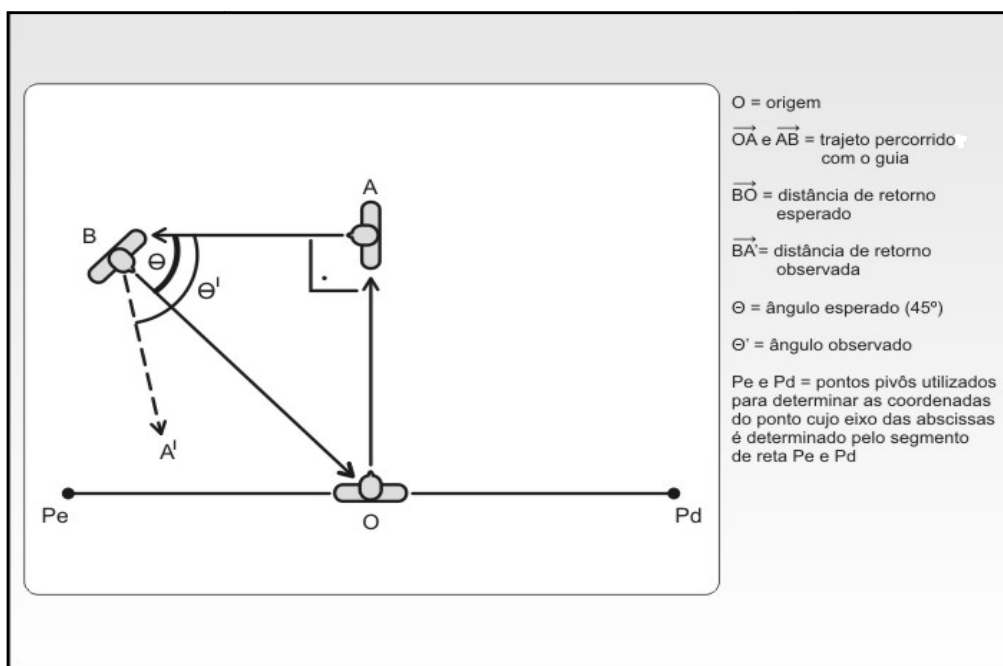 A
B
Θ
Θ'
A'
Pe
O
Pd
O = origem
OA e AB = trajeto percorrido
com o guia
BO = distância de retorno
esperado
BA'= distância de retorno
observada
Θ = ângulo esperado (45º)
Θ' = ângulo observado
Pe e Pd = pontos pivôs utilizados
para determinar as coordenadas
do ponto cujo eixo das abscissas
é determinado pelo segmento
de reta Pe e Pd